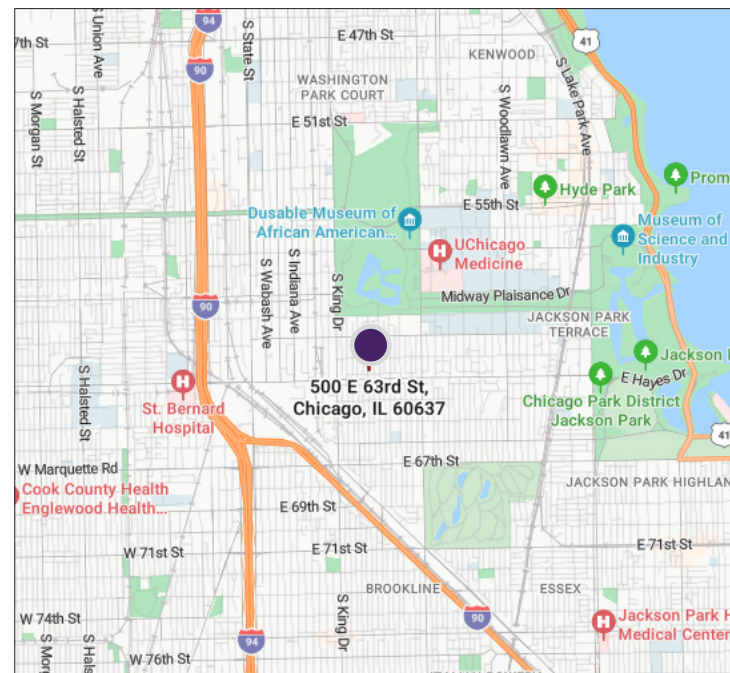 94
S Union Ave
S State St
E 47th St
7th St
41
KENWOOD
90
WASHINGTON
PARK COURT
S Lake Park Ave
S Morgan St
S Halsted St
S Woodlawn Ave
E 51st St
Hyde Park
Prom
Dusable Museum of
African American...
E 55th St
Museum of
Science and
Industry
H
UChicago
Medicine
S Wabash Ave
S Indiana Ave
S King Dr
Midway Plaisance Dr
90
JACKSON PARK
TERRACE
Jackson
E Hayes Dr
500 E 63rd St,
Chicago, IL 60637
H
St. Bernard
Hospital
S Halsted St
Chicago Park District
Jackson Park
41
W Marquette Rd
E 67th St
Cook County Health
Englewood Health...
JACKSON PARK HIGHLAN
E 69th St
W 71st St
E 71st St
E 71st St
BROOKLINE
ESSEX
W 74th St
S King Dr
90
H
Jackson Park H
Medical Center
94
S Mor
S Hals
W 76th St
E 76th St